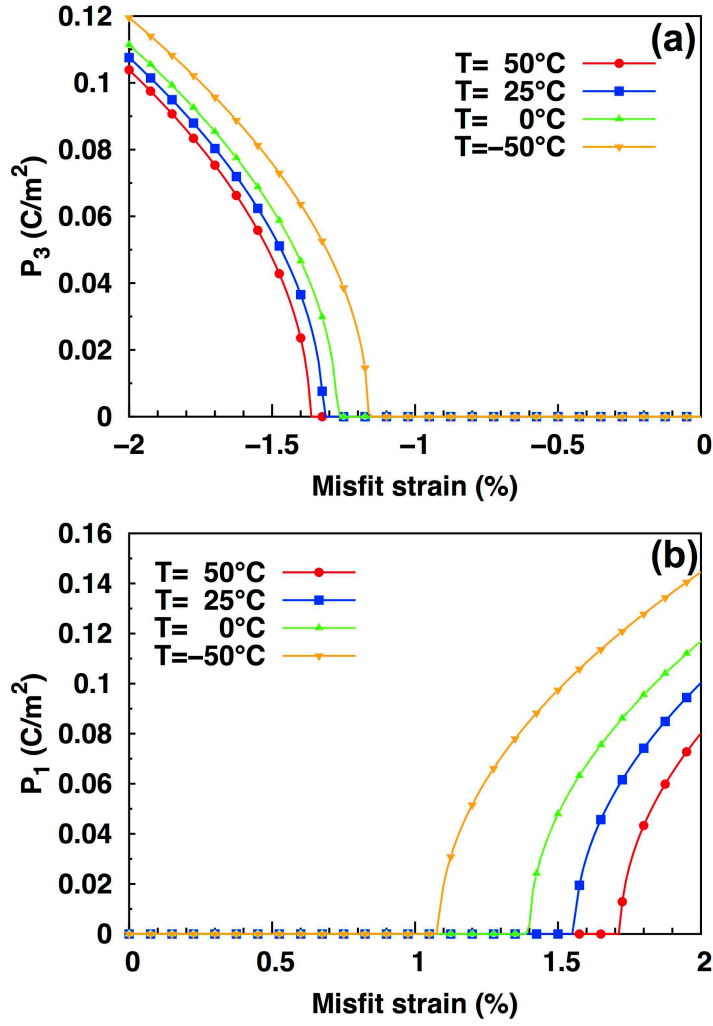 (a)
T= 50°C
T= 25°C
T= 0°C
T=–50°C
P3 (C/m²)
0.12
0.1
0.08
0.06
0.04
0.02
0
–2
–1.5
–1
–0.5
0
Misfit strain (%)
(b)
T= 50°C
T= 25°C
T= 0°C
T=–50°C
P1 (C/m²)
0.16
0.14
0.12
0.1
0.08
0.06
0.04
0.02
0
0
0.5
1
1.5
2
Misfit strain (%)